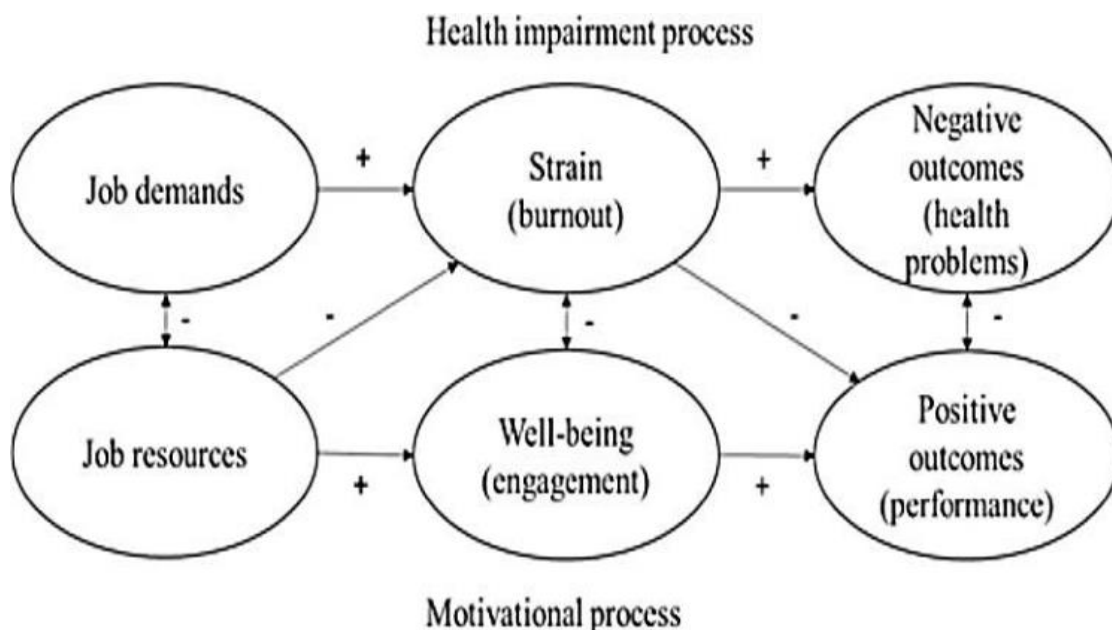 Health impairment process
Job demands
+
Strain
(burnout)
+
Negative
outcomes
(health
problems)
-
-
-
-
-
Job resources
+
Well-being
(engagement)
+
Positive
outcomes
(performance)
Motivational process